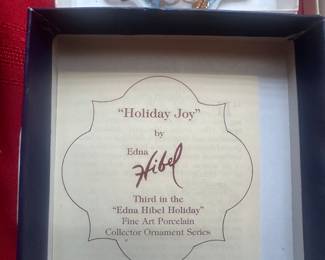 "Holiday Joy"
by
Edna
Hibel
Third in the
"Edna Hibel Holiday"
Fine Art Porcelain
Collector Ornament Series